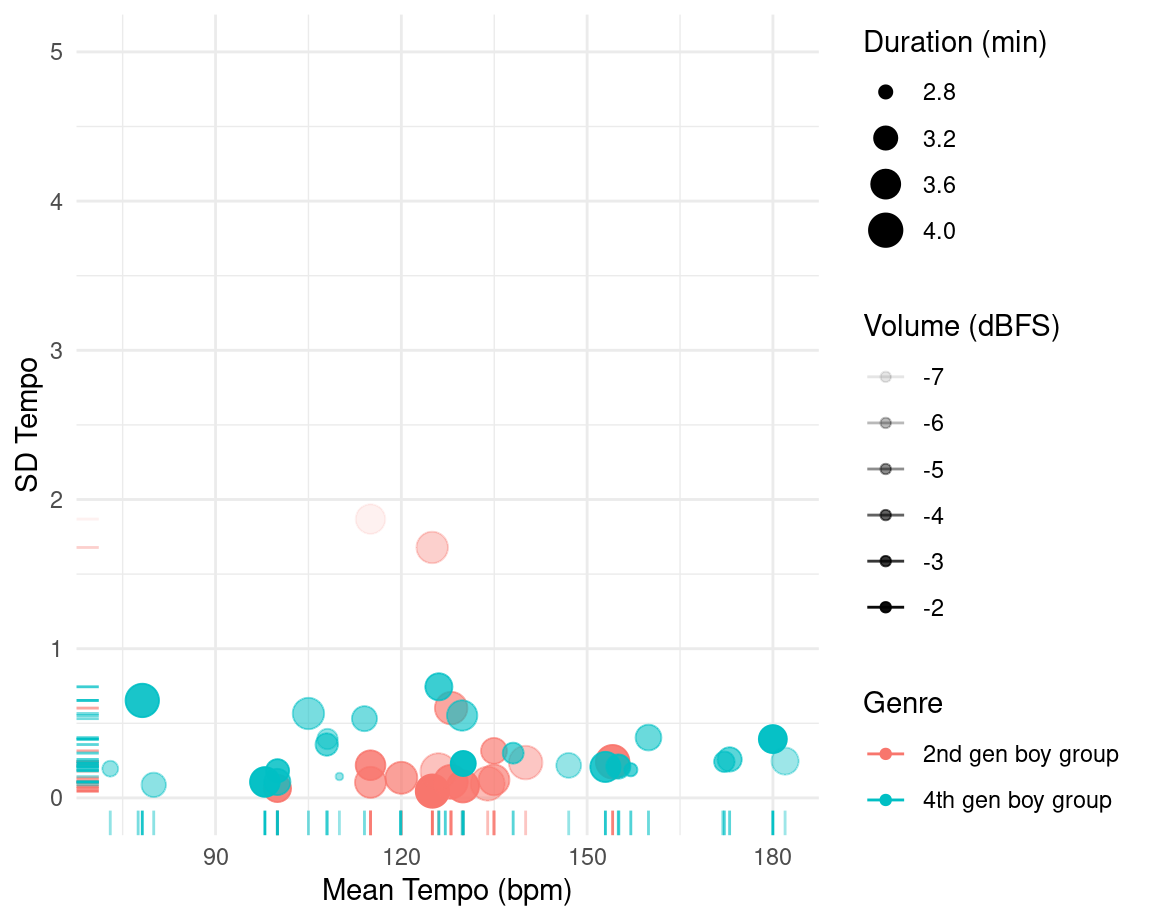 5
4
3
2
1
0
SD Tempo
90
120
150
180
Mean Tempo (bpm)
Duration (min)
2.8
3.2
3.6
4.0
Volume (dBFS)
-7
-6
-5
-4
-3
-2
Genre
2nd gen boy group
4th gen boy group